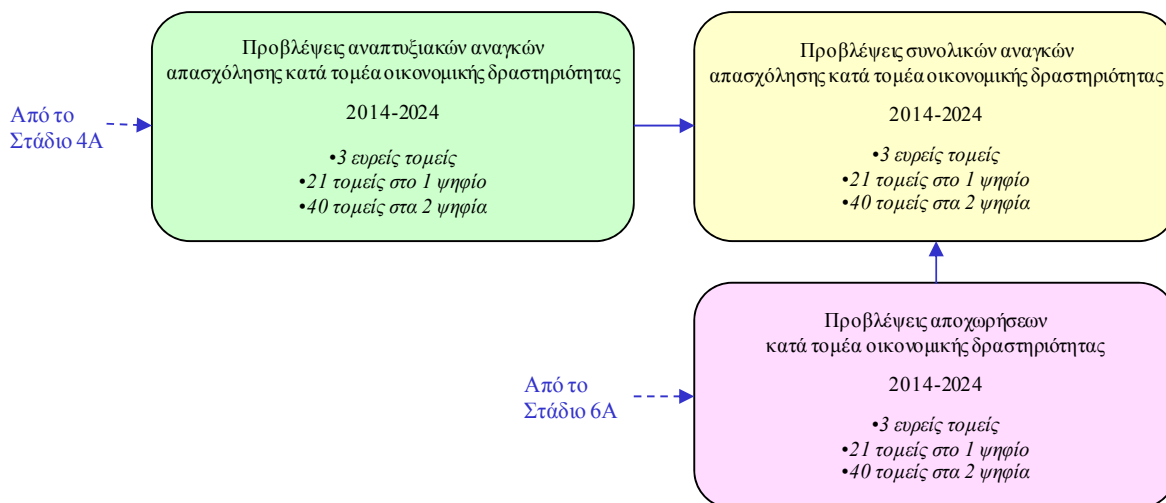 Προβλέψεις αναπτυξιακών αναγκών
απασχόλησης κατά τομέα οικονομικής δραστηριότητας
2014-2024
•3 ευρείς τομείς
•21 τομείς στο 1 ψηφίο
•40 τομείς στα 2 ψηφία
Προβλέψεις συνολικών αναγκών
απασχόλησης κατά τομέα οικονομικής δραστηριότητας
2014-2024
•3 ευρείς τομείς
•21 τομείς στο 1 ψηφίο
•40 τομείς στα 2 ψηφία
Από το
Στάδιο 4Α
Προβλέψεις αποχωρήσεων
κατά τομέα οικονομικής δραστηριότητας
2014-2024
•3 ευρείς τομείς
•21 τομείς στο 1 ψηφίο
•40 τομείς στα 2 ψηφία
Από το
Στάδιο 6Α